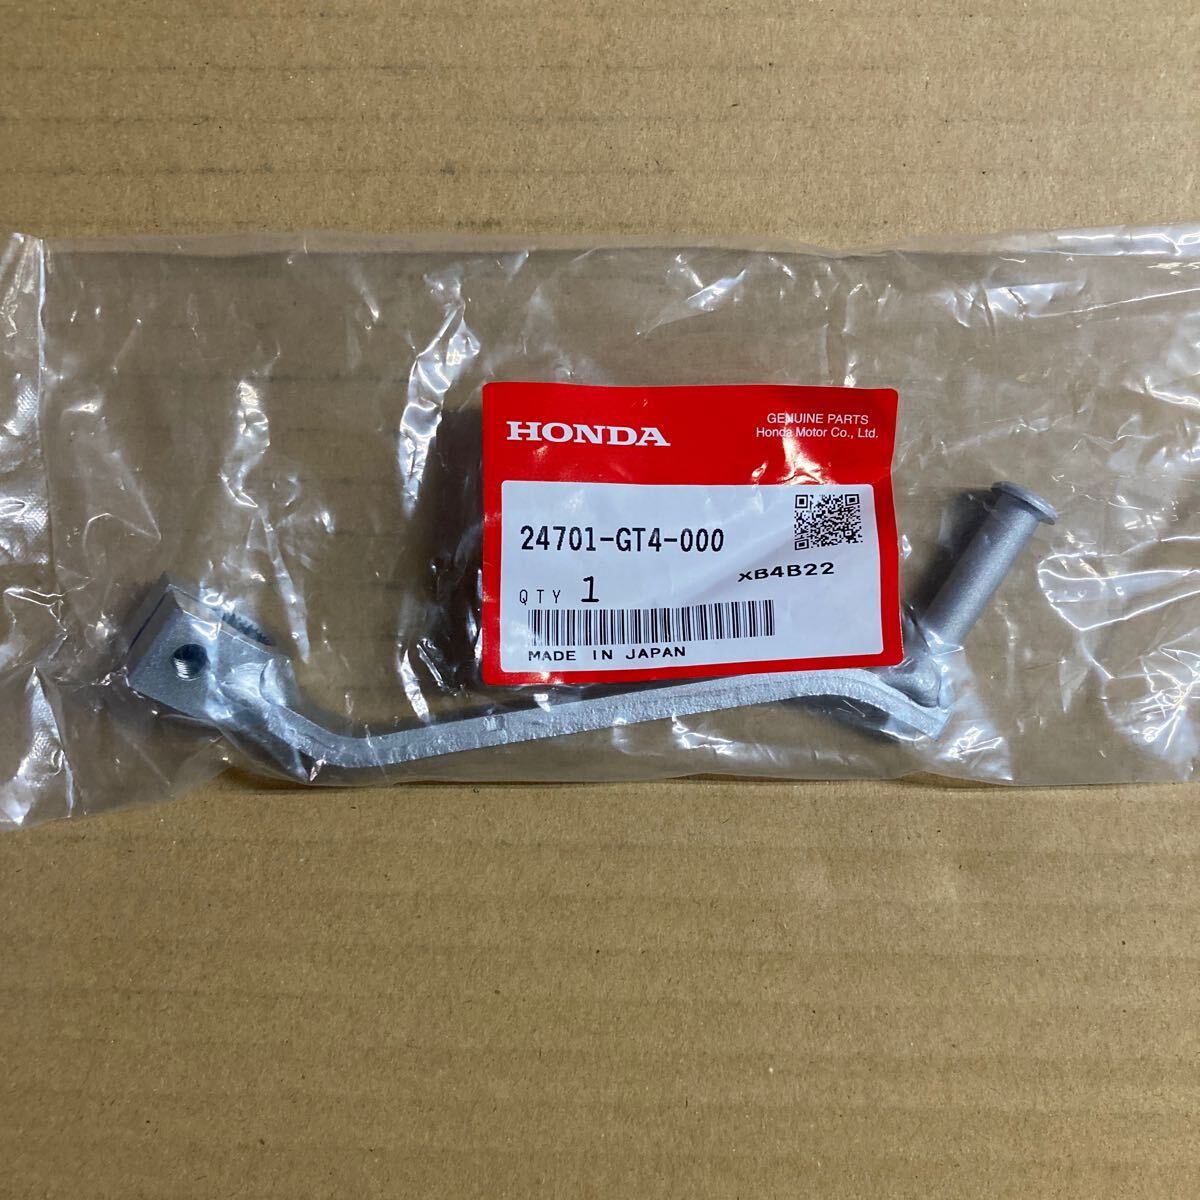 HONDA
GENUINE PARTS
Honda Motor Co., Ltd.
24701-GT4-000
XB4B22
QTY 1
MADE IN JAPAN